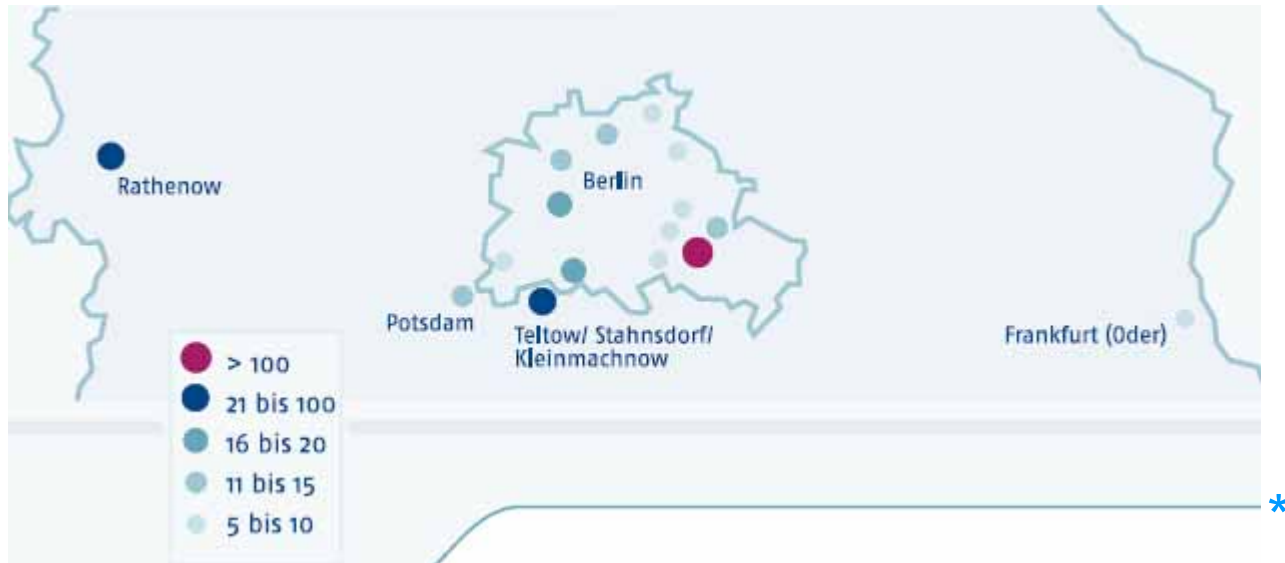 Berlin
Rathenow
Potsdam
Teltow/ Stahnsdorf/
Kleinmachnow
Frankfurt (Oder)
> 100
21 bis 100
16 bis 20
11 bis 15
5 bis 10
*